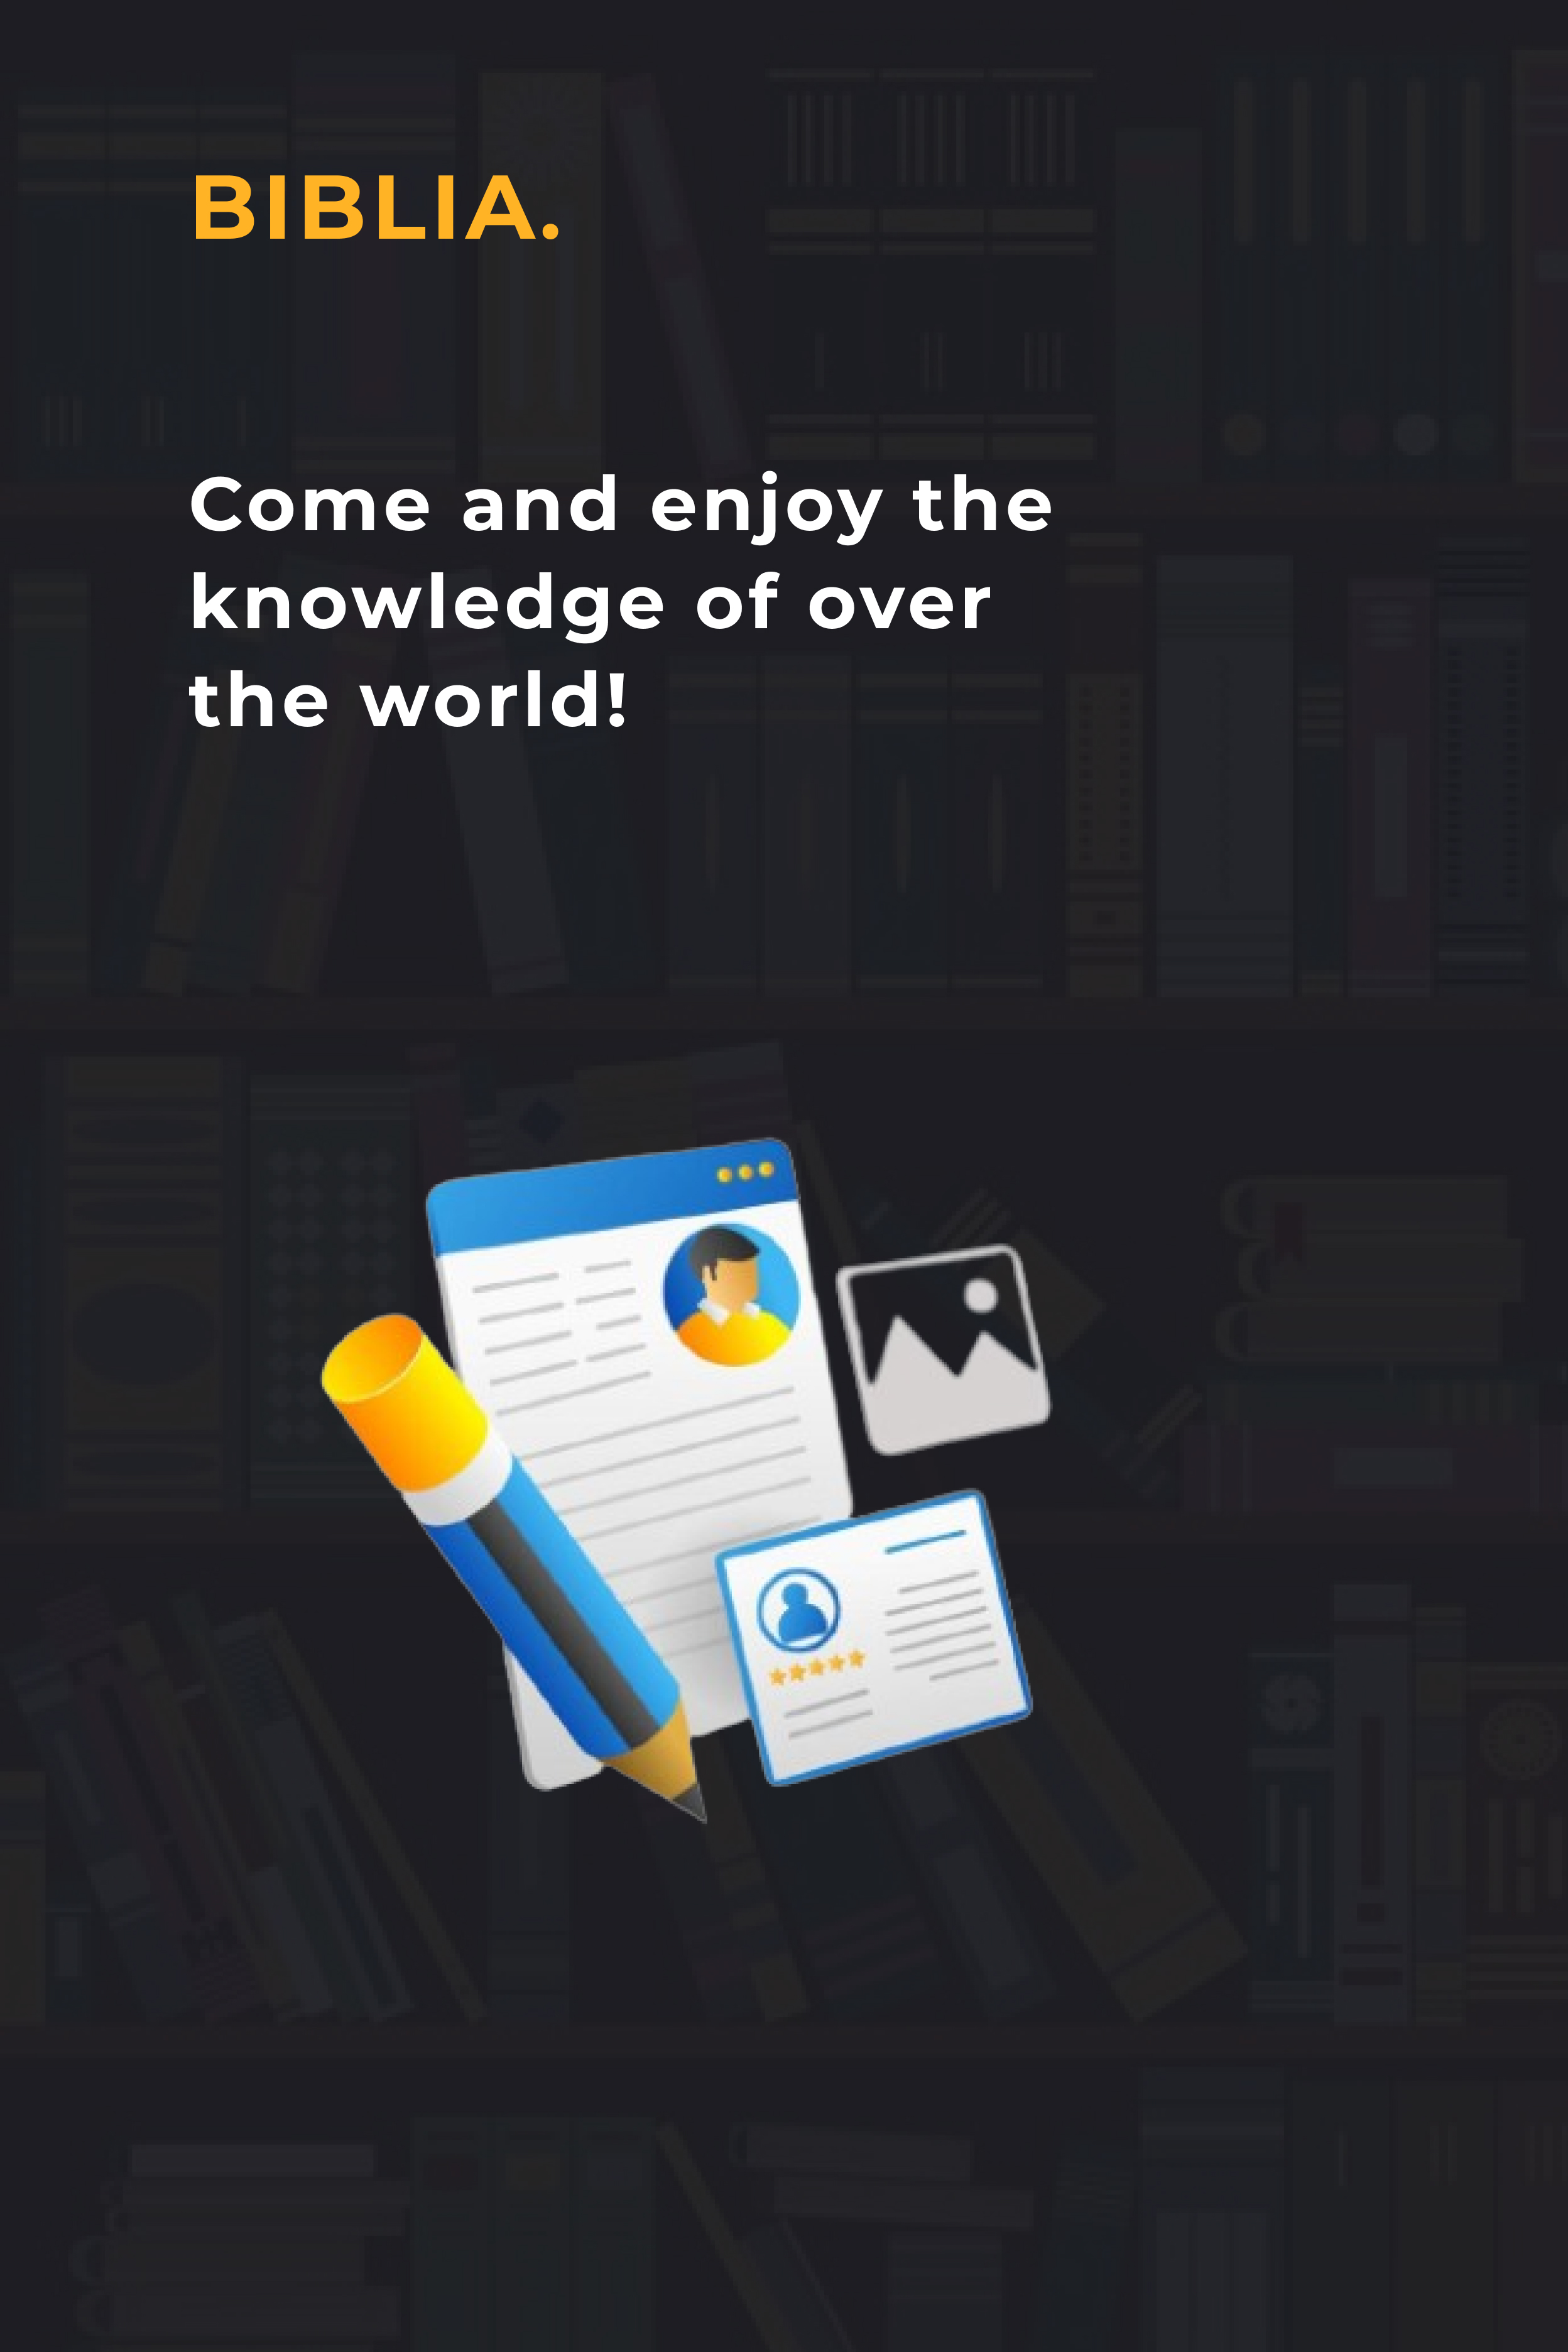 BIBLIA.
Come and enjoy the
knowledge of over
the world!